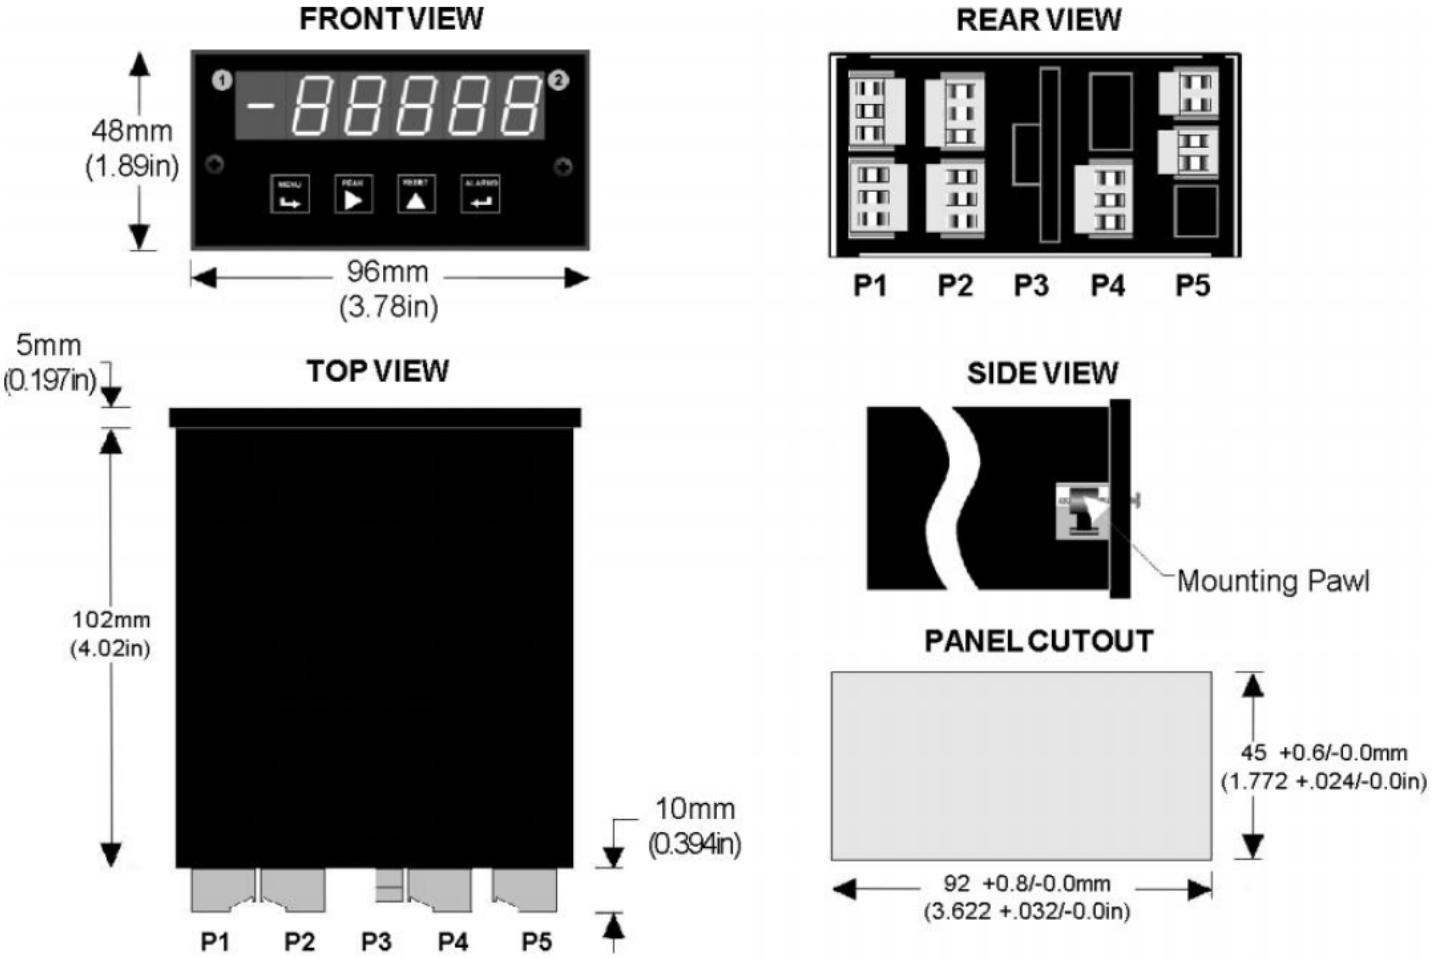 FRONT VIEW
1
2
-88888
48mm
(1.89in)
MENU
PEAK
RESET
ALARMS
96mm
(3.78in)
REAR VIEW
P1 P2 P3 P4 P5
TOP VIEW
5mm
(0.197in)
102mm
(4.02in)
10mm
(0.394in)
P1 P2 P3 P4 P5
SIDE VIEW
Mounting Pawl
PANEL CUTOUT
45 +0.6/-0.0mm
(1.772 +.024/-0.0in)
92 +0.8/-0.0mm
(3.622 +.032/-0.0in)